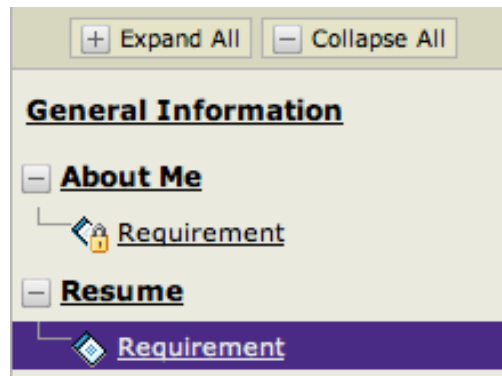 Expand All Collapse All
General Information
About Me
Requirement
Resume
Requirement